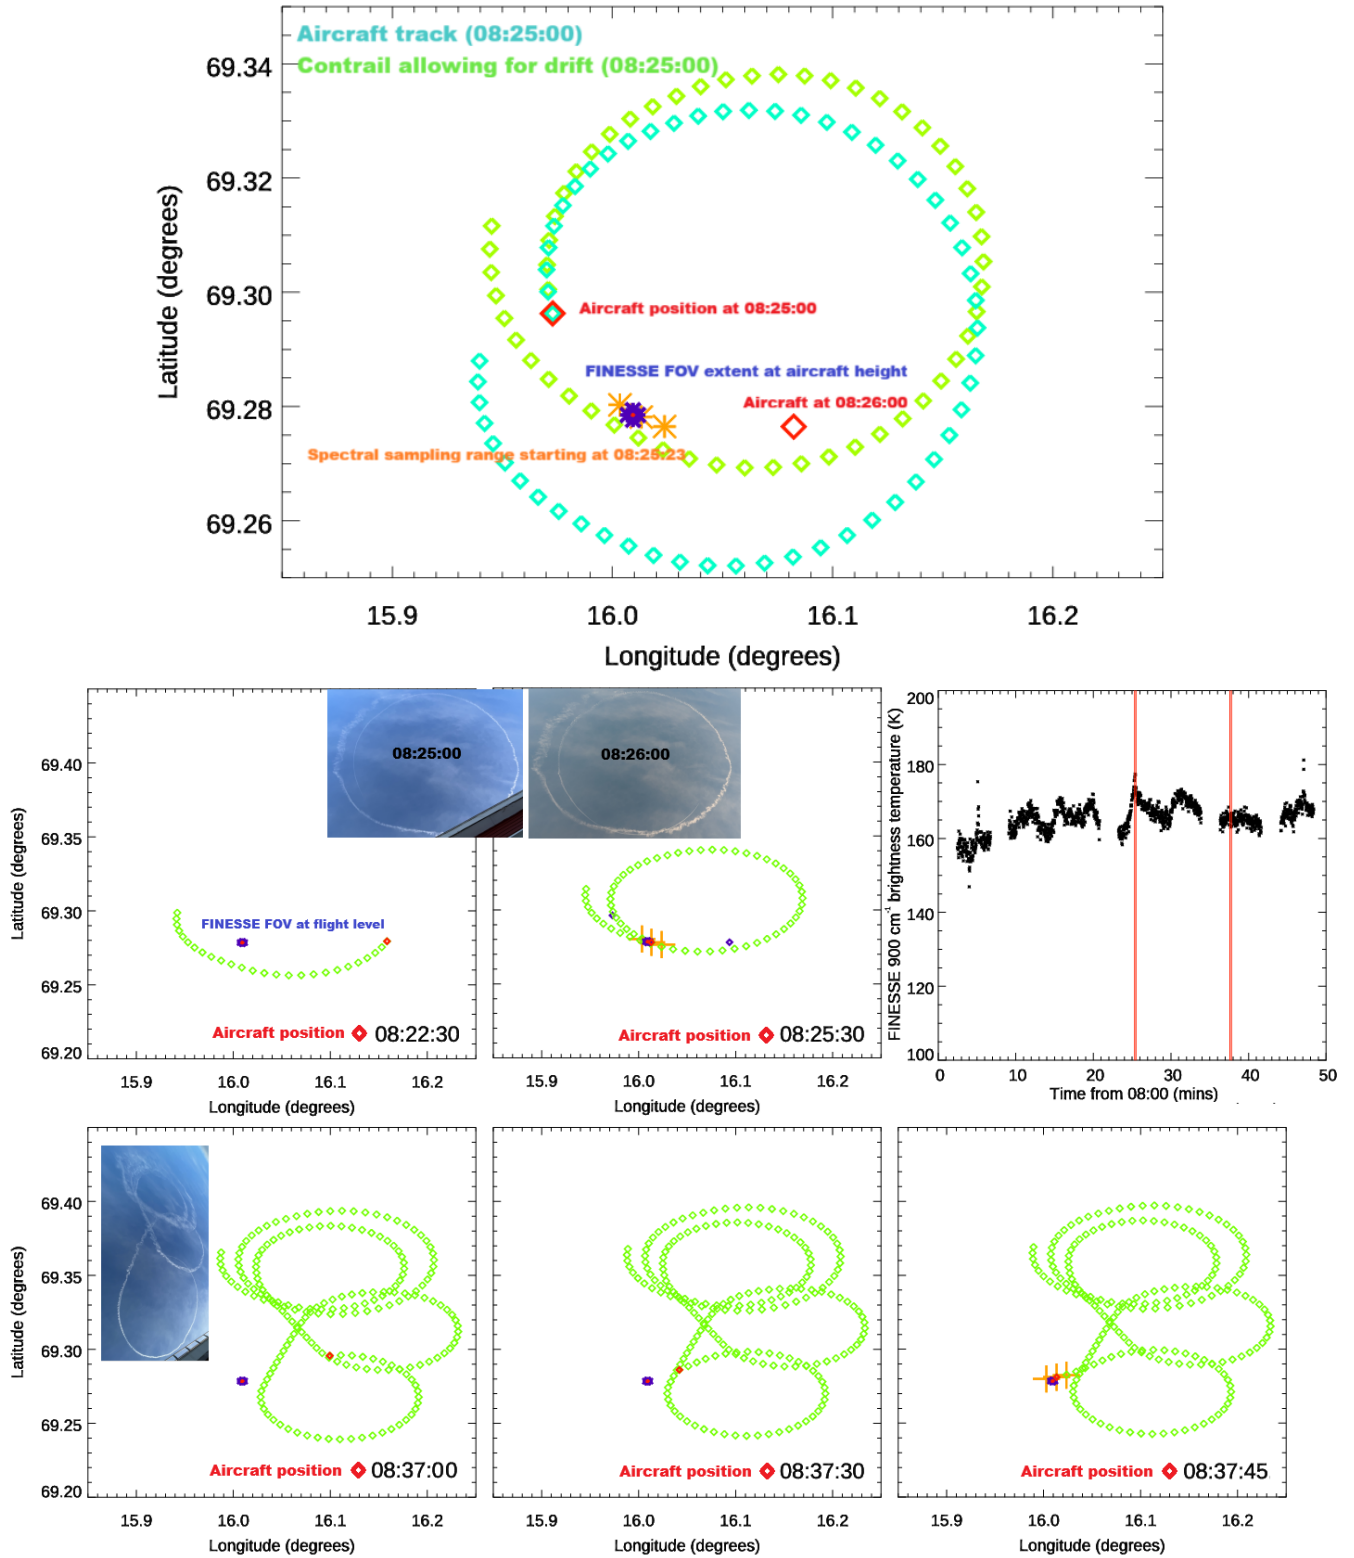 Aircraft track (08:25:00)
Contrail allowing for drift (08:25:00)
69.34
69.32
69.30
69.28
69.26
Latitude (degrees)
Aircraft position at 08:25:00
FINESSE FOV extent at aircraft height
Aircraft at 08:26:00
Spectral sampling range starting at 08:25:23
15.9 16.0 16.1 16.2
Longitude (degrees)
08:25:00
08:26:00
69.40
69.35
69.30
69.25
69.20
Latitude (degrees)
FINESSE FOV at flight level
Aircraft position 08:22:30
15.9 16.0 16.1 16.2
Longitude (degrees)
Aircraft position 08:25:30
15.9 16.0 16.1 16.2
Longitude (degrees)
200
180
160
140
120
100
FINESSE 900 cm⁻¹ brightness temperature (K)
0 10 20 30 40 50
Time from 08:00 (mins)
69.40
69.35
69.30
69.25
69.20
Latitude (degrees)
Aircraft position 08:37:00
15.9 16.0 16.1 16.2
Longitude (degrees)
Aircraft position 08:37:30
15.9 16.0 16.1 16.2
Longitude (degrees)
Aircraft position 08:37:45
15.9 16.0 16.1 16.2
Longitude (degrees)